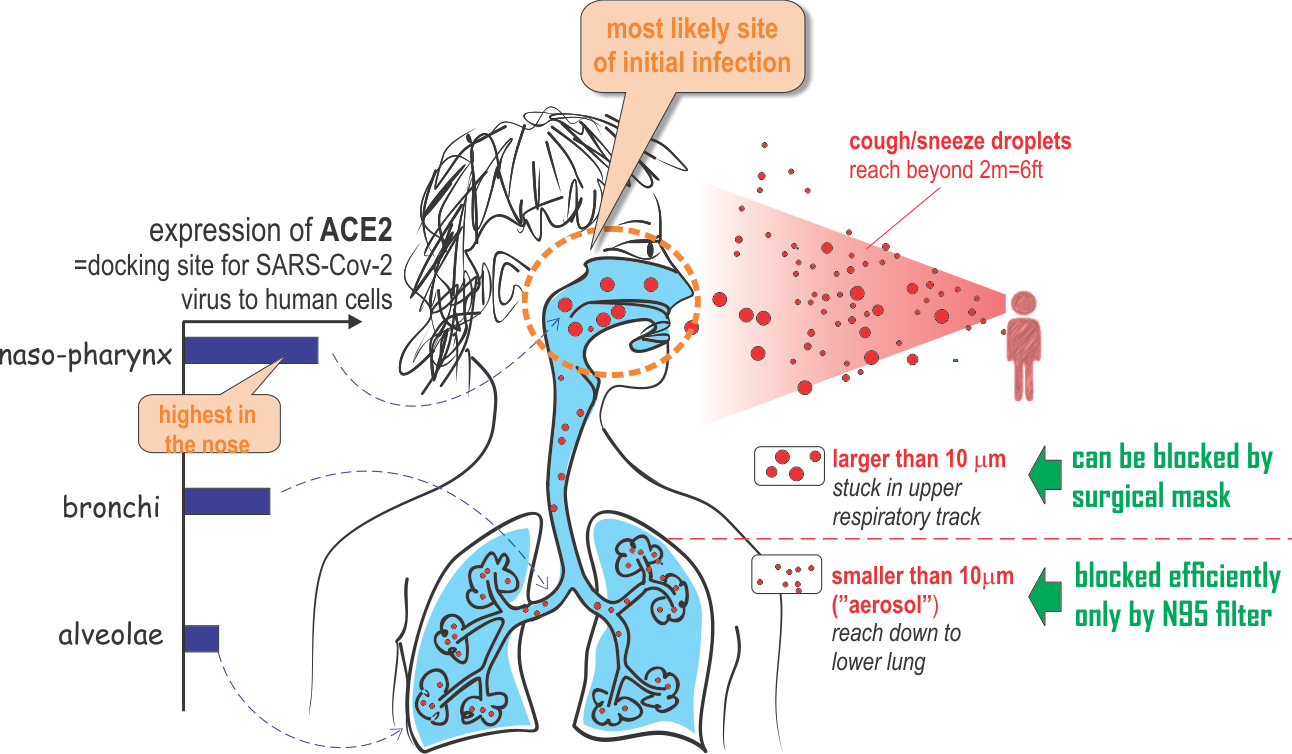 most likely site
of initial infection
cough/sneeze droplets
reach beyond 2m=6ft
expression of ACE2
=docking site for SARS-Cov-2
virus to human cells
naso-pharynx
highest in
the nose
bronchi
alveolae
larger than 10 μm
stuck in upper
respiratory track
can be blocked by
surgical mask
smaller than 10μm
("aerosol")
reach down to
lower lung
blocked efficiently
only by N95 filter